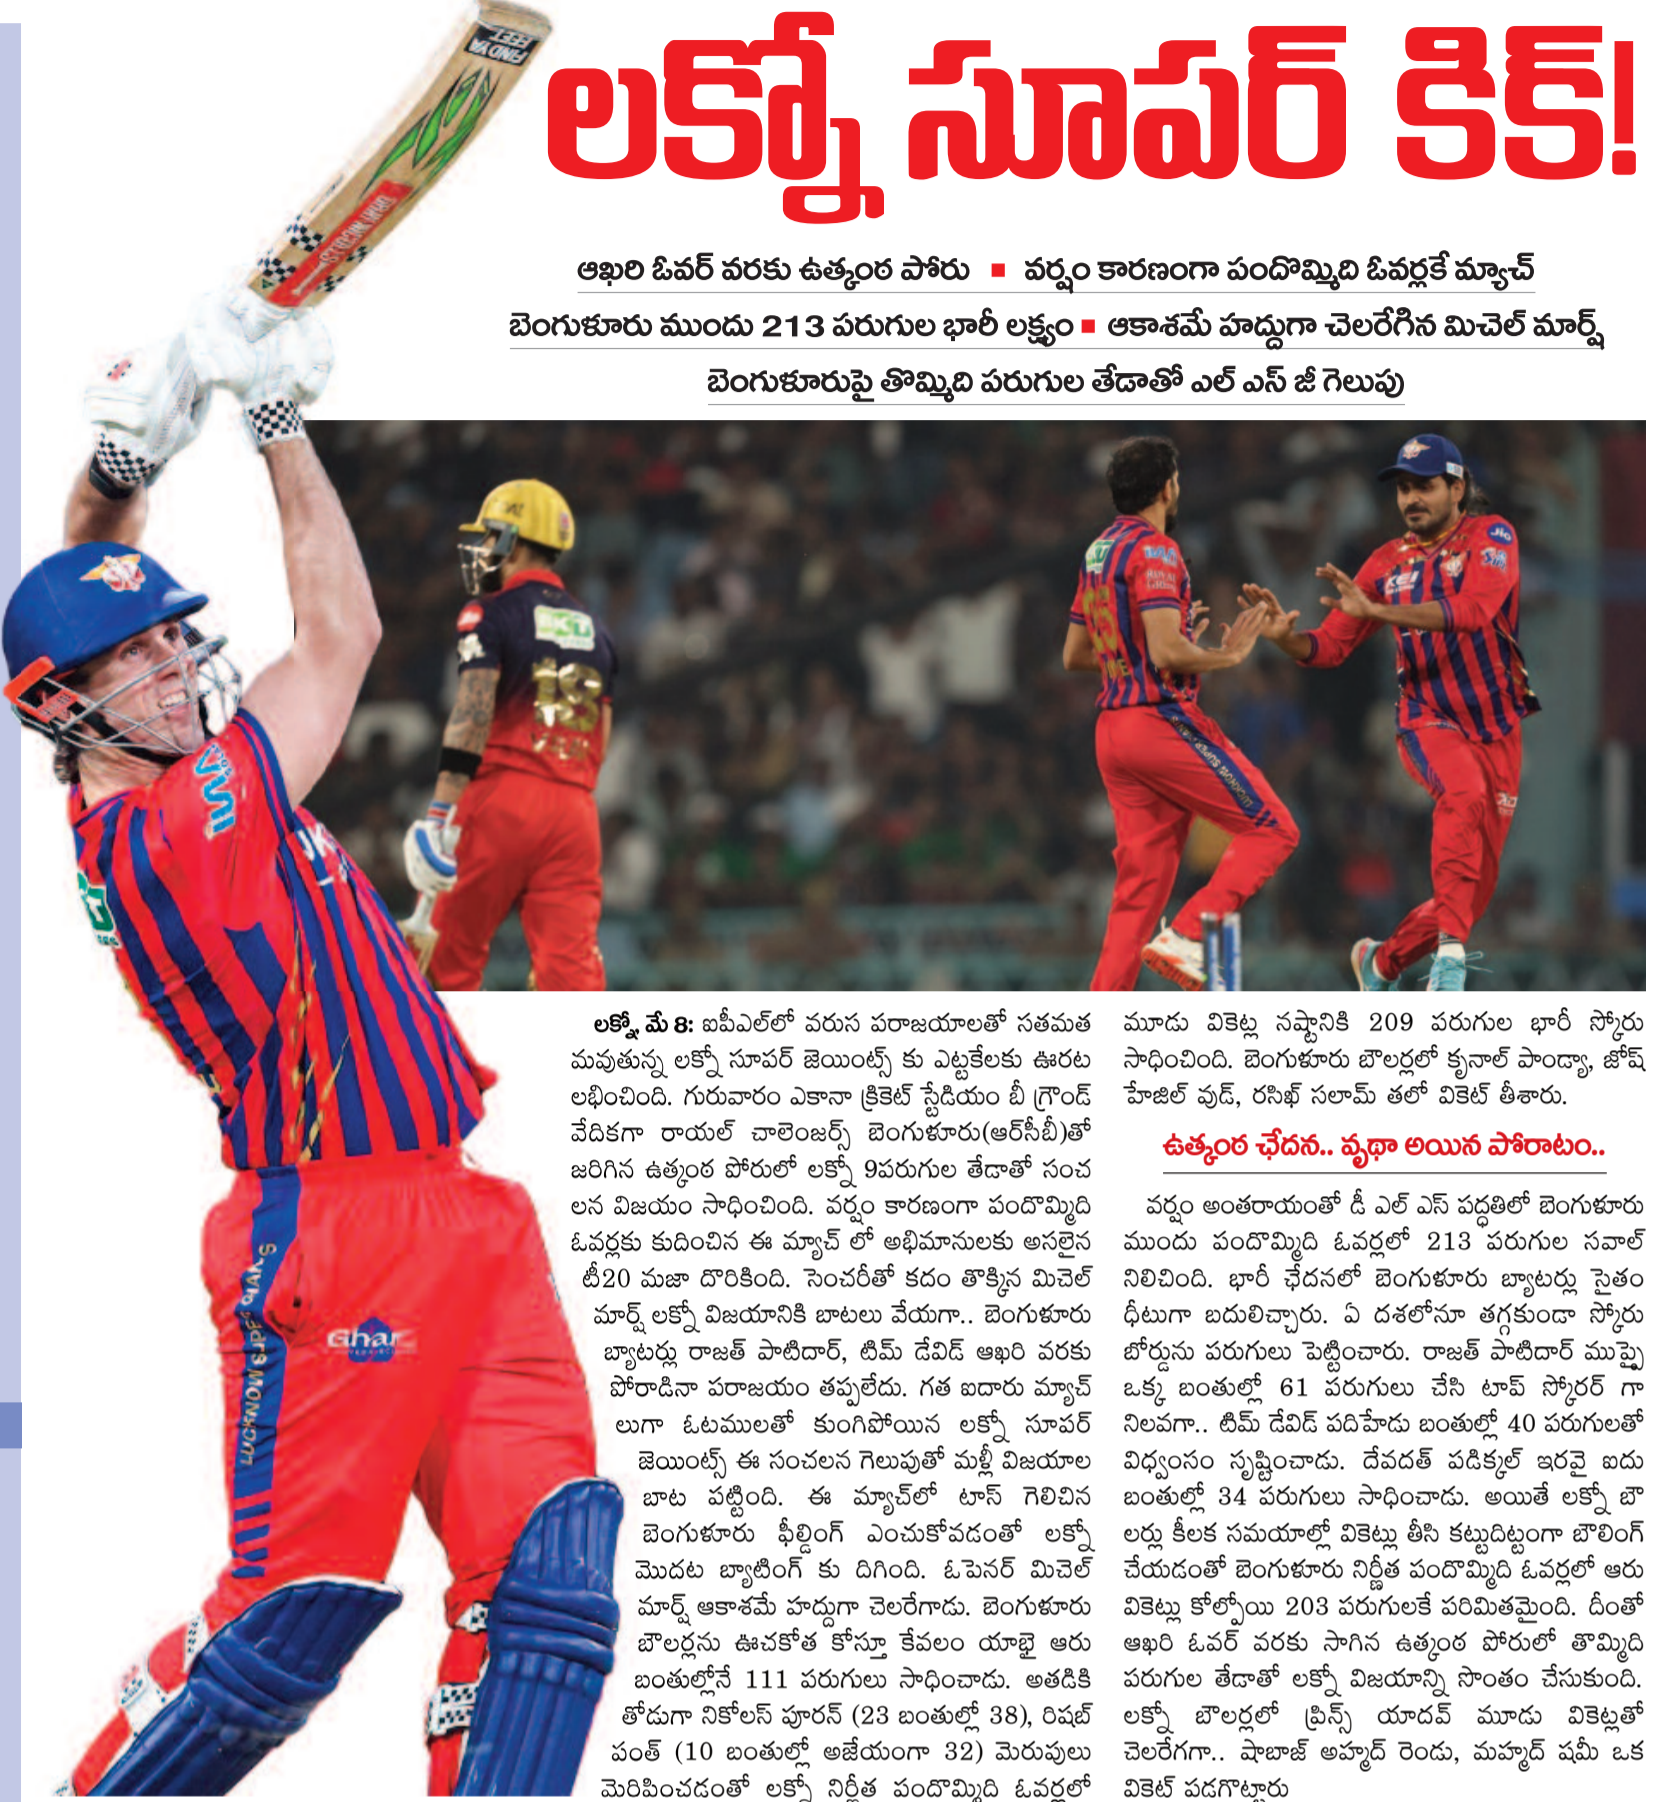 లక్నో సూపర్ కిక్!
ఆఖరి ఓవర్ వరకు ఉత్కంఠ పోరు ■ వర్షం కారణంగా పందొమ్మిది ఓవర్లకే మ్యాచ్
బెంగుళూరు ముందు 213 పరుగుల భారీ లక్ష్యం ■ ఆకాశమే హద్దుగా చెలరేగిన మిచెల్ మార్ష్
బెంగుళూరుపై తొమ్మిది పరుగుల తేడాతో ఎల్ ఎస్ జీ గెలుపు
లక్నో, మే 8: ఐపీఎల్‌లో వరుస పరాజయాలతో సతమత
మవుతున్న లక్నో సూపర్ జెయింట్స్ కు ఎట్టకేలకు ఊరట
లభించింది. గురువారం ఎకానా క్రికెట్ స్టేడియం బీ గ్రౌండ్
వేదికగా రాయల్ చాలెంజర్స్ బెంగుళూరు(ఆర్‌సీబీ)తో
జరిగిన ఉత్కంఠ పోరులో లక్నో 9పరుగుల తేడాతో సంచ
లన విజయం సాధించింది. వర్షం కారణంగా పందొమ్మిది
ఓవర్లకు కుదించిన ఈ మ్యాచ్ లో అభిమానులకు అసలైన
టీ20 మజా దొరికింది. సెంచరీతో కదం తొక్కిన మిచెల్
మార్ష్ లక్నో విజయానికి బాటలు వేయగా.. బెంగుళూరు
బ్యాటర్లు రాజత్ పాటిదార్, టిమ్ డేవిడ్ ఆఖరి వరకు
పోరాడినా పరాజయం తప్పలేదు. గత ఐదారు మ్యాచ్
లుగా ఓటములతో కుంగిపోయిన లక్నో సూపర్
జెయింట్స్ ఈ సంచలన గెలుపుతో మళ్లీ విజయాల
బాట పట్టింది. ఈ మ్యాచ్‌లో టాస్ గెలిచిన
బెంగుళూరు ఫీల్డింగ్ ఎంచుకోవడంతో లక్నో
మొదట బ్యాటింగ్ కు దిగింది. ఓపెనర్ మిచెల్
మార్ష్ ఆకాశమే హద్దుగా చెలరేగాడు. బెంగుళూరు
బౌలర్లను ఊచకోత కోస్తూ కేవలం యాభై ఆరు
బంతుల్లోనే 111 పరుగులు సాధించాడు. అతడికి
తోడుగా నికోలస్ పూరన్ (23 బంతుల్లో 38), రిషబ్
పంత్ (10 బంతుల్లో అజేయంగా 32) మెరుపులు
మెరిపించడంతో లక్నో నిర్ణీత పందొమ్మిది ఓవర్లలో
మూడు వికెట్ల నష్టానికి 209 పరుగుల భారీ స్కోరు
సాధించింది. బెంగుళూరు బౌలర్లలో కృనాల్ పాండ్యా, జోష్
హేజిల్ వుడ్, రసిఖ్ సలామ్ తలో వికెట్ తీశారు.
ఉత్కంఠ ఛేదన.. వృథా అయిన పోరాటం..
వర్షం అంతరాయంతో డీ ఎల్ ఎస్ పద్ధతిలో బెంగుళూరు
ముందు పందొమ్మిది ఓవర్లలో 213 పరుగుల సవాల్
నిలిచింది. భారీ ఛేదనలో బెంగుళూరు బ్యాటర్లు సైతం
ధీటుగా బదులిచ్చారు. ఏ దశలోనూ తగ్గకుండా స్కోరు
బోర్డును పరుగులు పెట్టించారు. రాజత్ పాటిదార్ ముప్పై
ఒక్క బంతుల్లో 61 పరుగులు చేసి టాప్ స్కోరర్ గా
నిలవగా.. టిమ్ డేవిడ్ పదిహేడు బంతుల్లో 40 పరుగులతో
విధ్వంసం సృష్టించాడు. దేవదత్ పడిక్కల్ ఇరవై ఐదు
బంతుల్లో 34 పరుగులు సాధించాడు. అయితే లక్నో బౌ
లర్లు కీలక సమయాల్లో వికెట్లు తీసి కట్టుదిట్టంగా బౌలింగ్
చేయడంతో బెంగుళూరు నిర్ణీత పందొమ్మిది ఓవర్లలో ఆరు
వికెట్లు కోల్పోయి 203 పరుగులకే పరిమితమైంది. దీంతో
ఆఖరి ఓవర్ వరకు సాగిన ఉత్కంఠ పోరులో తొమ్మిది
పరుగుల తేడాతో లక్నో విజయాన్ని సొంతం చేసుకుంది.
లక్నో బౌలర్లలో ప్రిన్స్ యాదవ్ మూడు వికెట్లతో
చెలరేగగా.. షాబాజ్ అహ్మద్ రెండు, మహ్మద్ షమీ ఒక
వికెట్ పడగొట్టారు